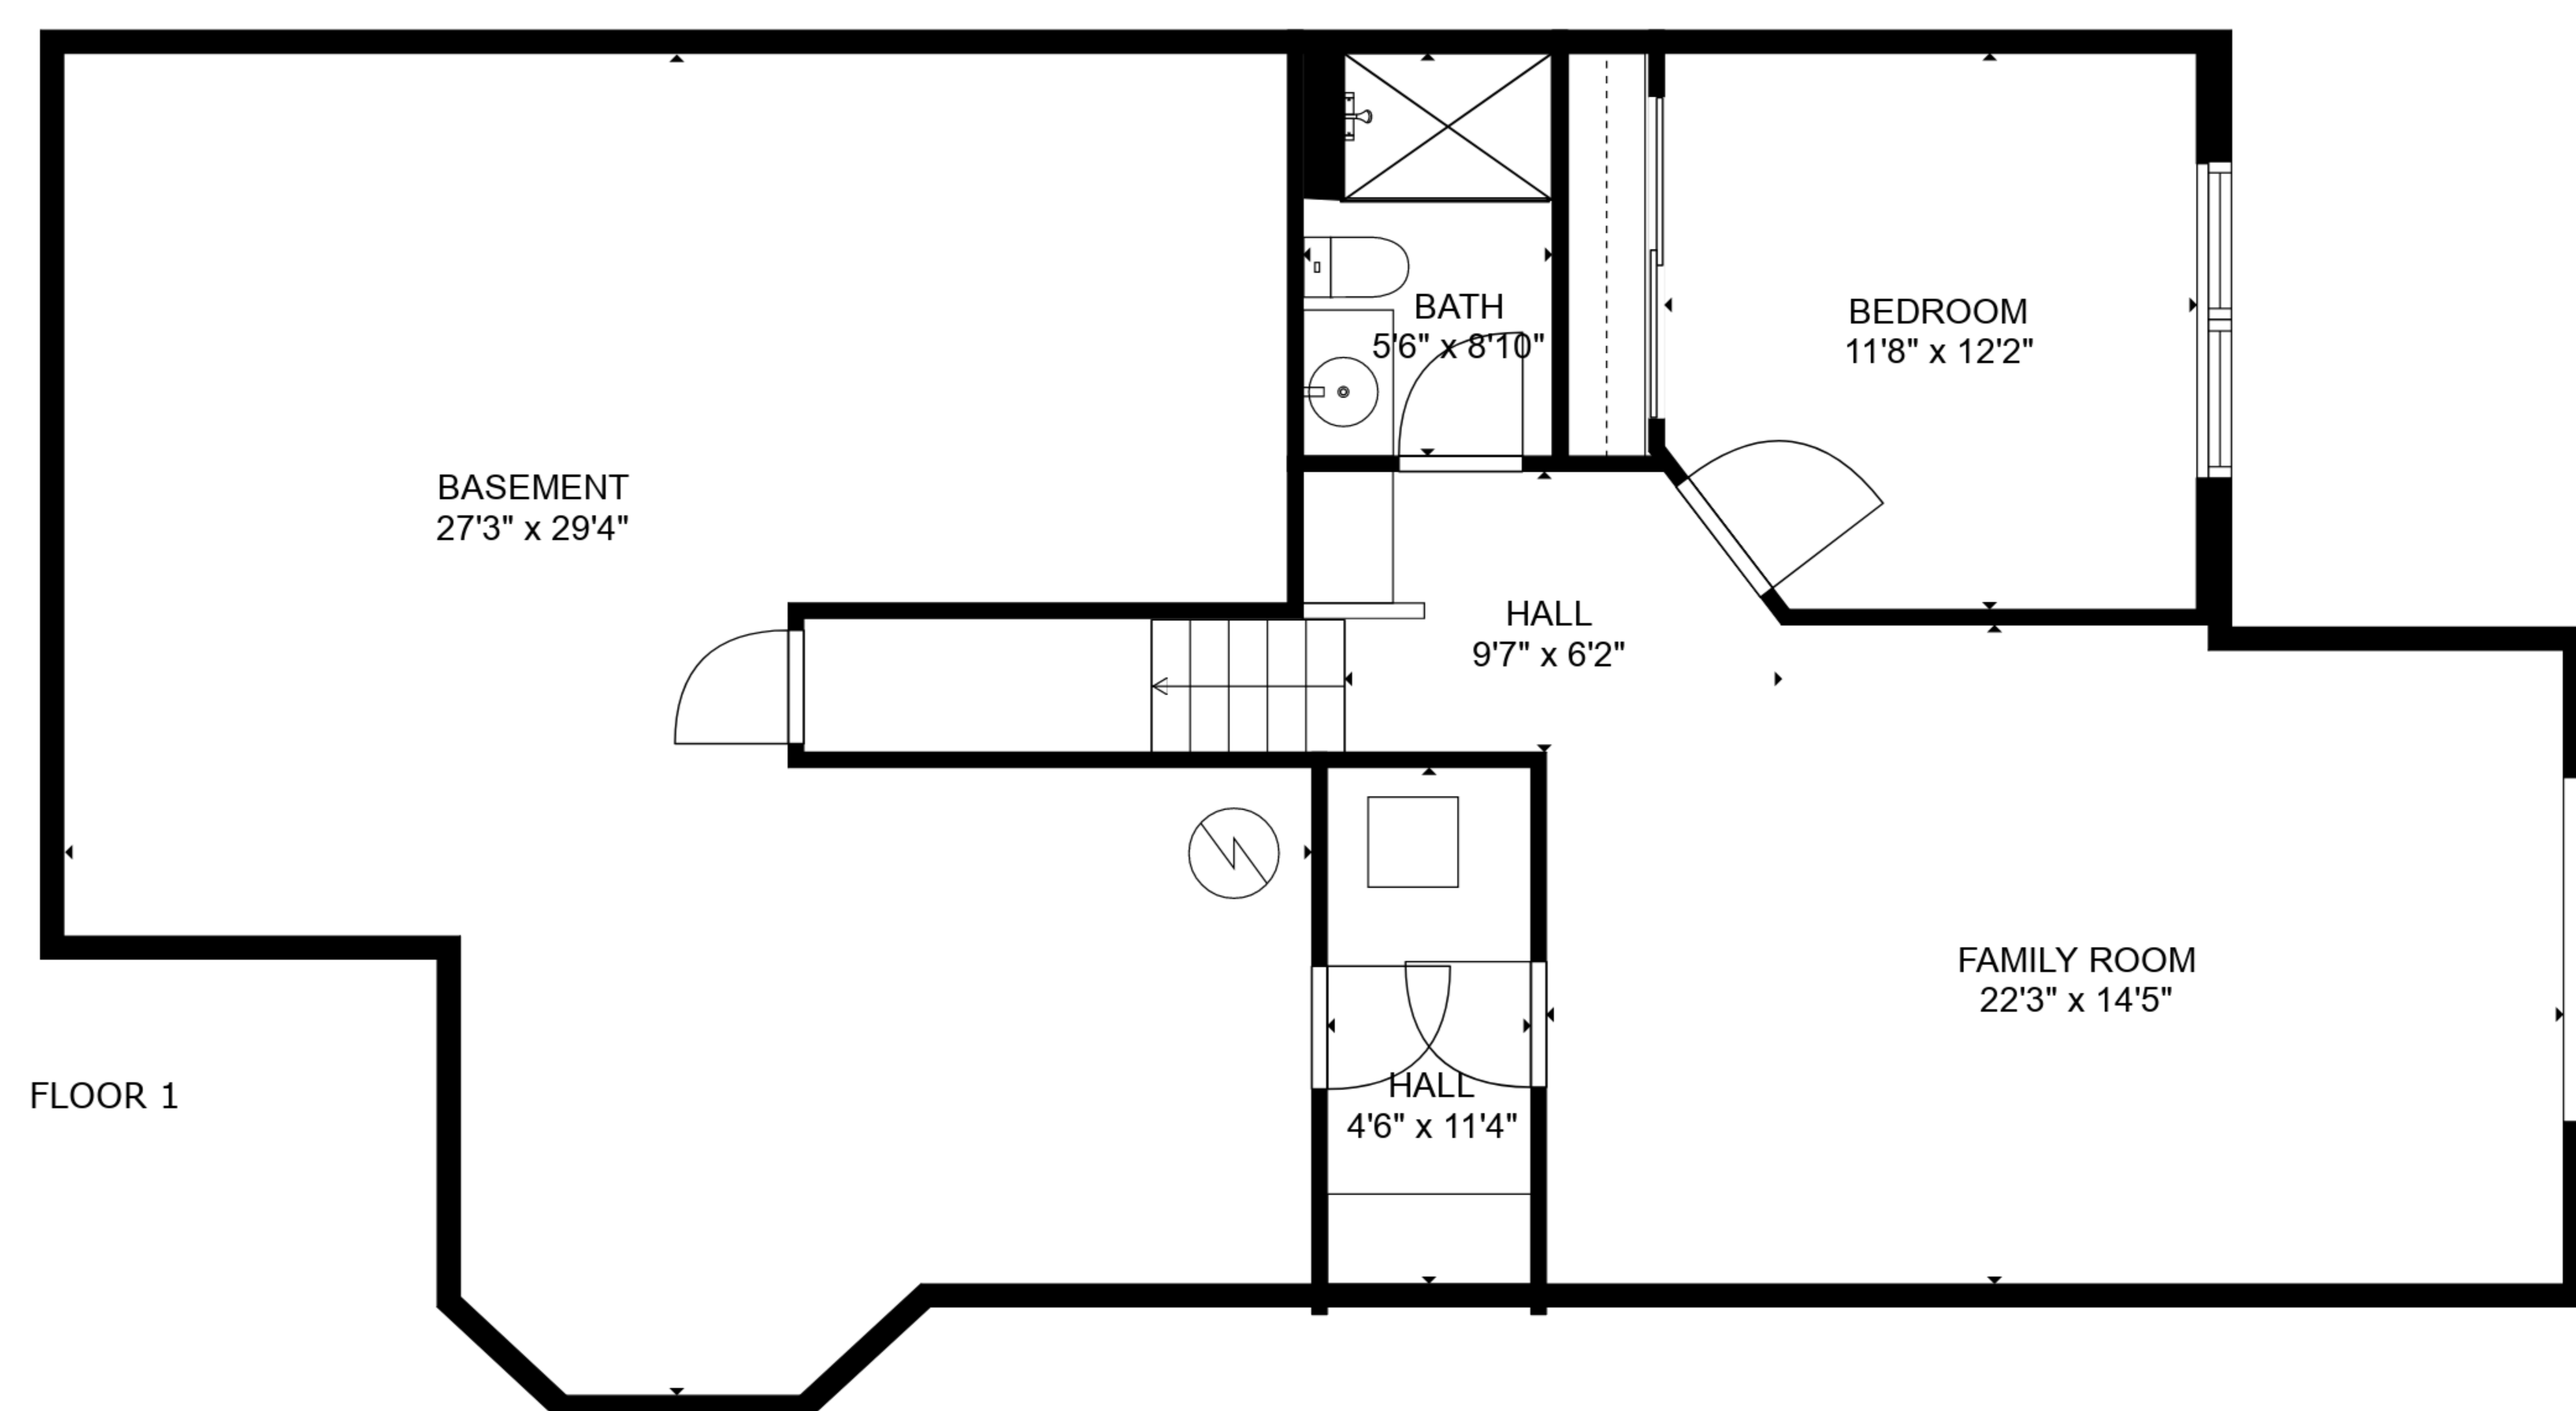 BATH
5'6" x 8'10"
BEDROOM
11'8" x 12'2"
BASEMENT
27'3" x 29'4"
HALL
9'7" x 6'2"
FAMILY ROOM
22'3" x 14'5"
HALL
4'6" x 11'4"
FLOOR 1